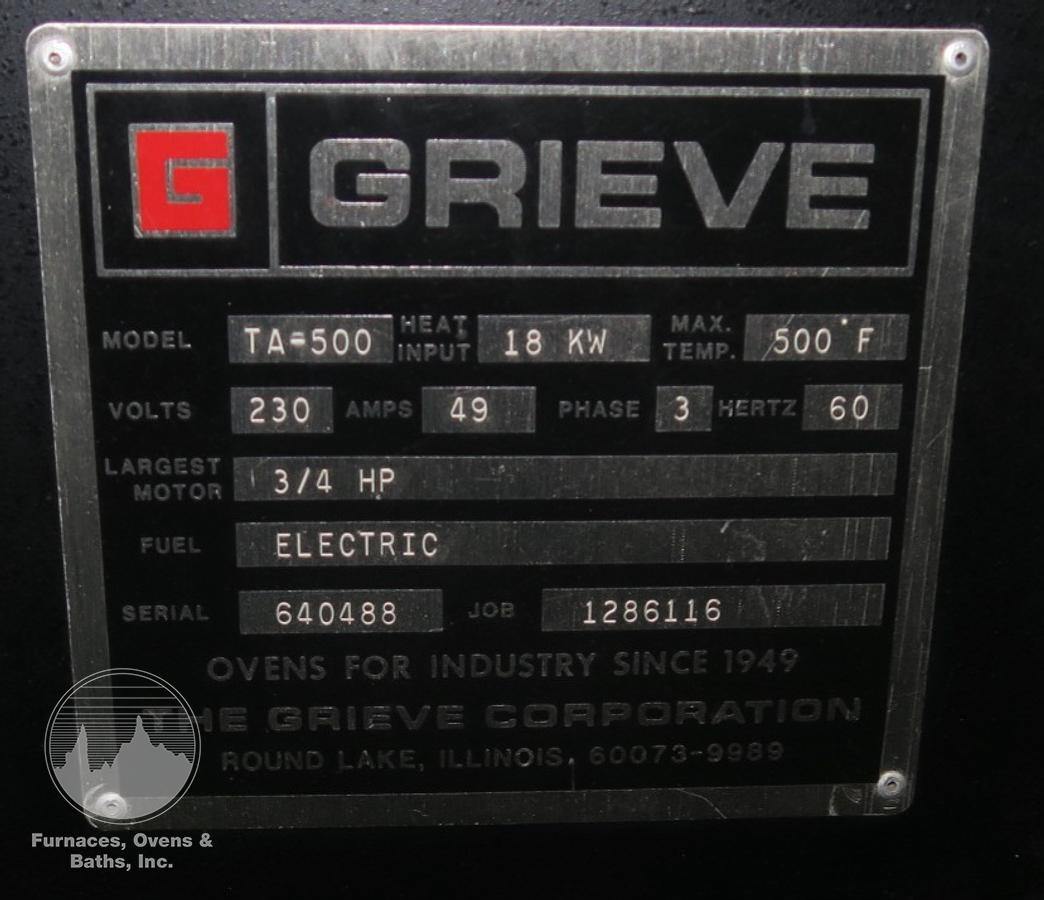 G GRIEVE
MODEL TA-500 HEAT INPUT 18 KW MAX. TEMP. 500°F
VOLTS 230 AMPS 49 PHASE 3 HERTZ 60
LARGEST MOTOR 3/4 HP
FUEL ELECTRIC
SERIAL 640488 JOB 1286116
OVENS FOR INDUSTRY SINCE 1949
THE GRIEVE CORPORATION
ROUND LAKE, ILLINOIS, 60073-9989
Furnaces, Ovens &
Baths, Inc.